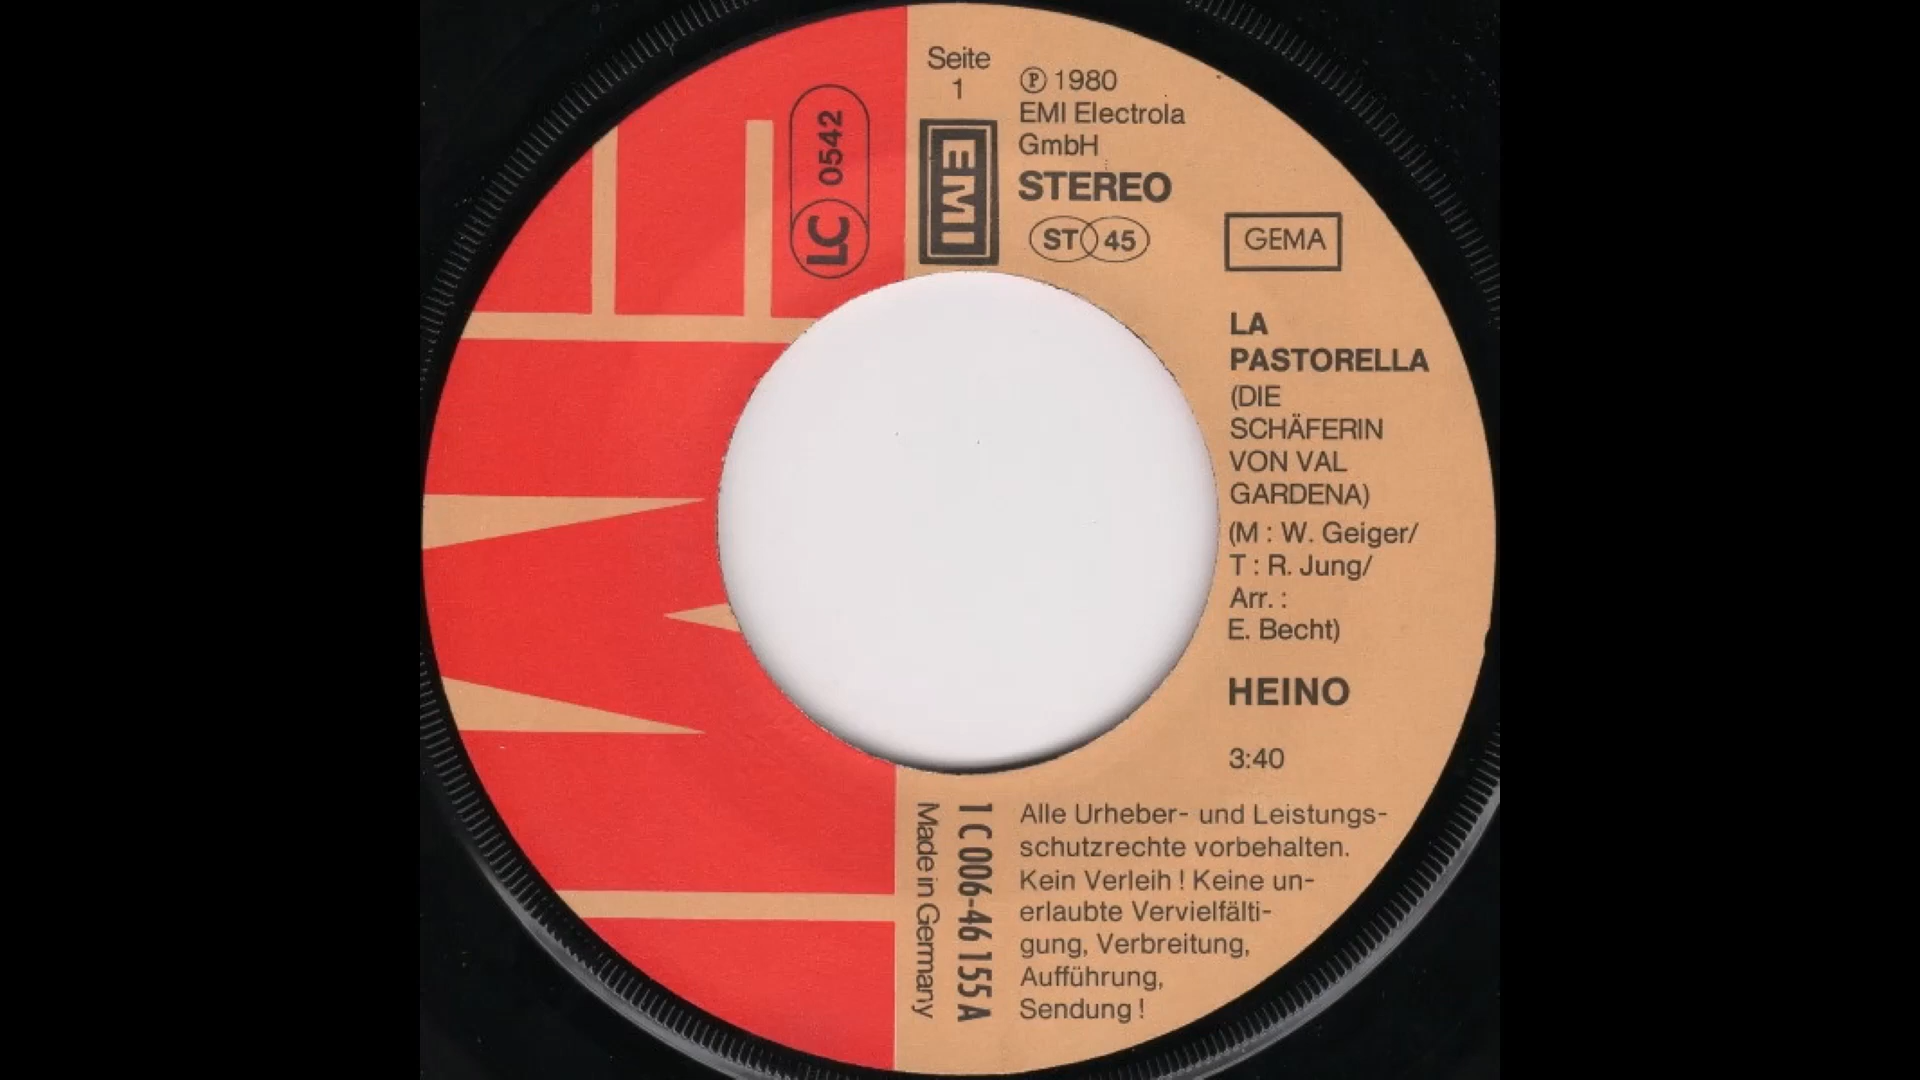 Seite
1
℗ 1980
EMI Electrola
GmbH
STEREO
ST 45
EMI
LC 0542
GEMA
LA
PASTORELLA
(DIE
SCHÄFERIN
VON VAL
GARDENA)
(M : W. Geiger/
T : R. Jung/
Arr. :
E. Becht)
HEINO
3:40
1 C 006-46 155 A
Made in Germany
Alle Urheber- und Leistungs-
schutzrechte vorbehalten.
Kein Verleih ! Keine un-
erlaubte Vervielfälti-
gung, Verbreitung,
Aufführung,
Sendung !